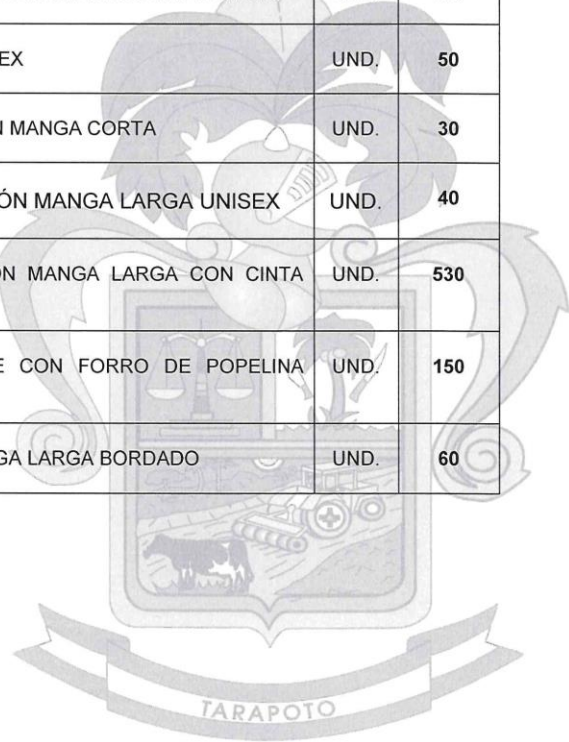 EX UND. 50
N MANGA CORTA UND. 30
ÓN MANGA LARGA UNISEX UND. 40
ÓN MANGA LARGA CON CINTA UND. 530
E CON FORRO DE POPELINA UND. 150
GA LARGA BORDADO UND. 60
TARAPOTO